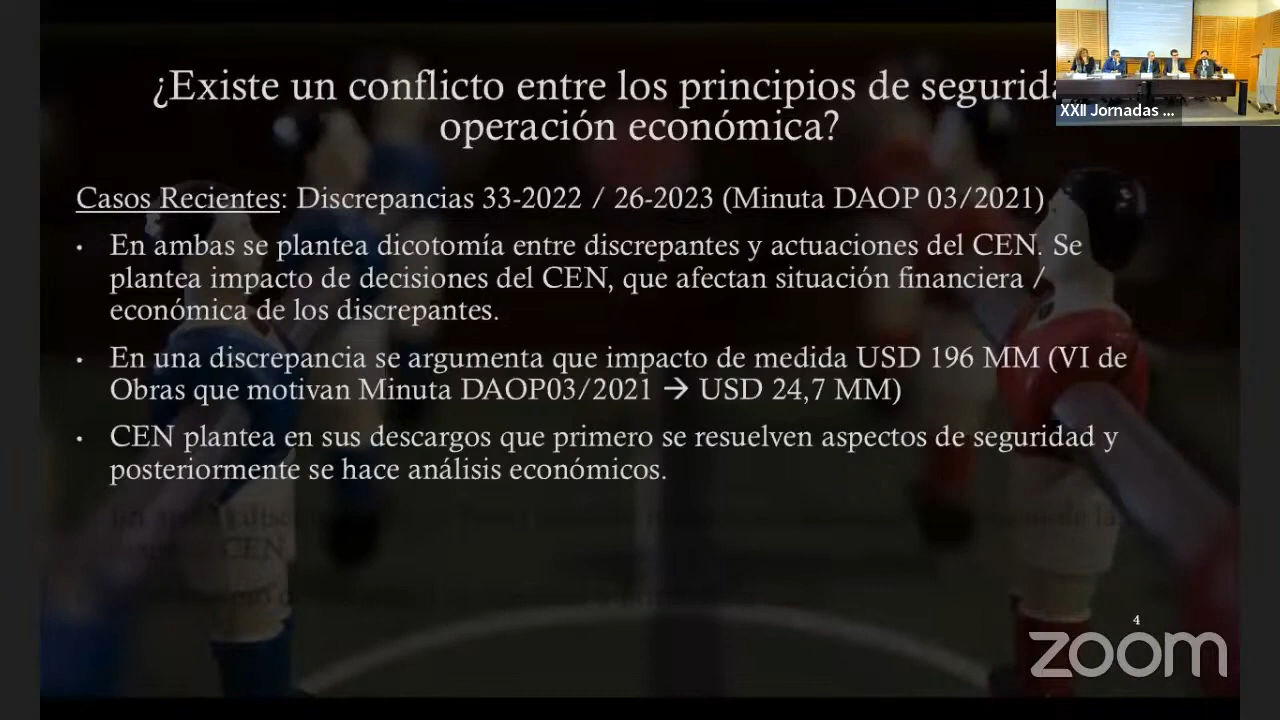 ¿Existe un conflicto entre los principios de segurida
operación económica?
XXII Jornadas ...
Casos Recientes: Discrepancias 33-2022 / 26-2023 (Minuta DAOP 03/2021)
• En ambas se plantea dicotomía entre discrepantes y actuaciones del CEN. Se
plantea impacto de decisiones del CEN, que afectan situación financiera /
económica de los discrepantes.
• En una discrepancia se argumenta que impacto de medida USD 196 MM (VI de
Obras que motivan Minuta DAOP03/2021 → USD 24,7 MM)
• CEN plantea en sus descargos que primero se resuelven aspectos de seguridad y
posteriormente se hace análisis económicos.
CEN
4
zoom